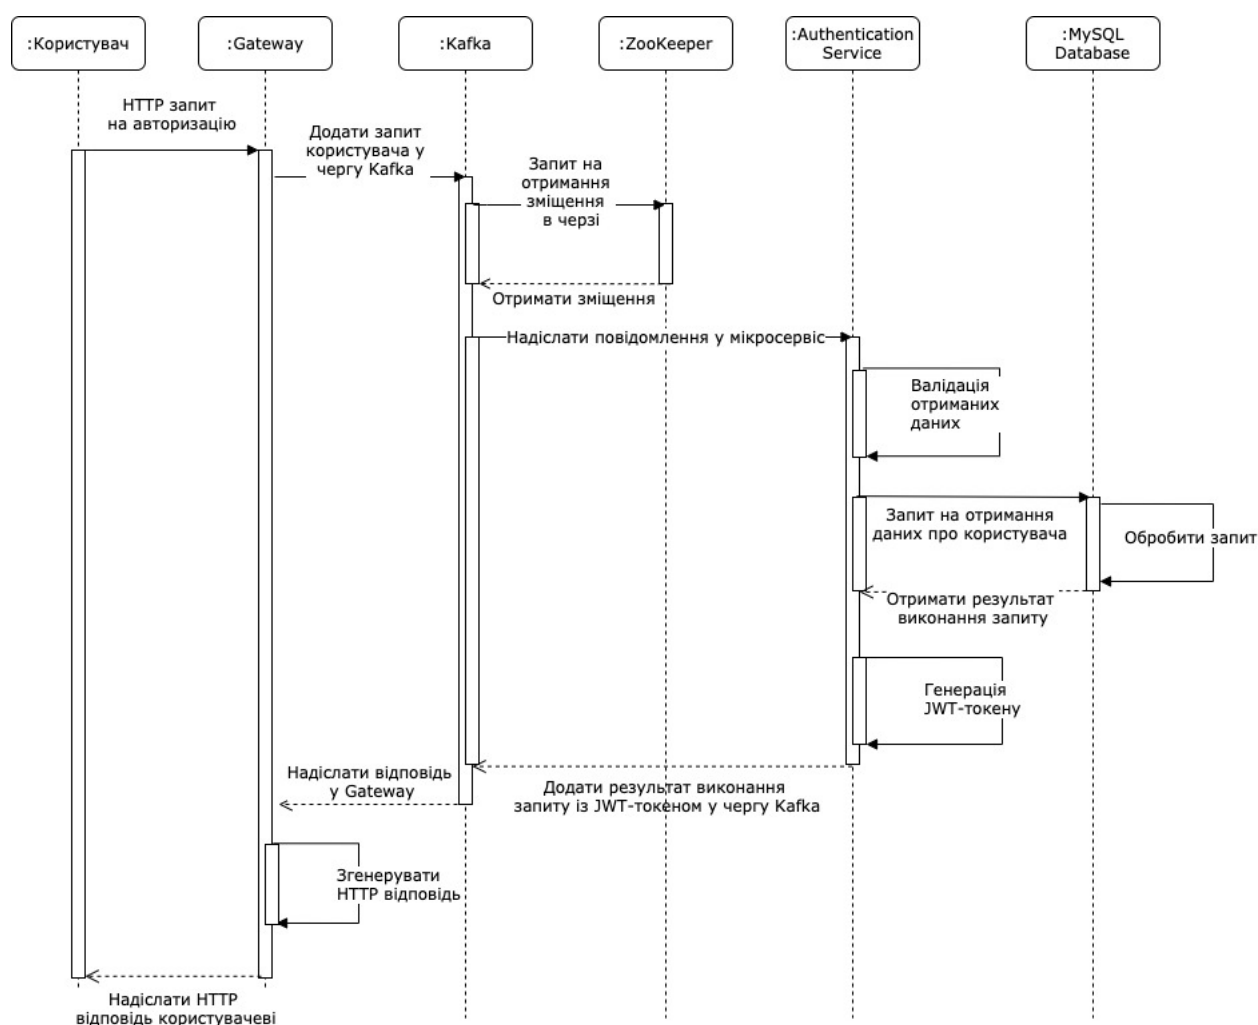 :Користувач
:Gateway
:Kafka
:ZooKeeper
:Authentication
Service
:MySQL
Database
HTTP запит
на авторизацію
Додати запит
користувача у
чергу Kafka
Запит на
отримання
зміщення
в черзі
Отримати зміщення
Надіслати повідомлення у мікросервіс
Валідація
отриманих
даних
Запит на отримання
даних про користувача
Обробити запит
Отримати результат
виконання запиту
Генерація
JWT-токену
Додати результат виконання
запиту із JWT-токеном у чергу Kafka
Надіслати відповідь
у Gateway
Згенерувати
HTTP відповідь
Надіслати HTTP
відповідь користувачеві